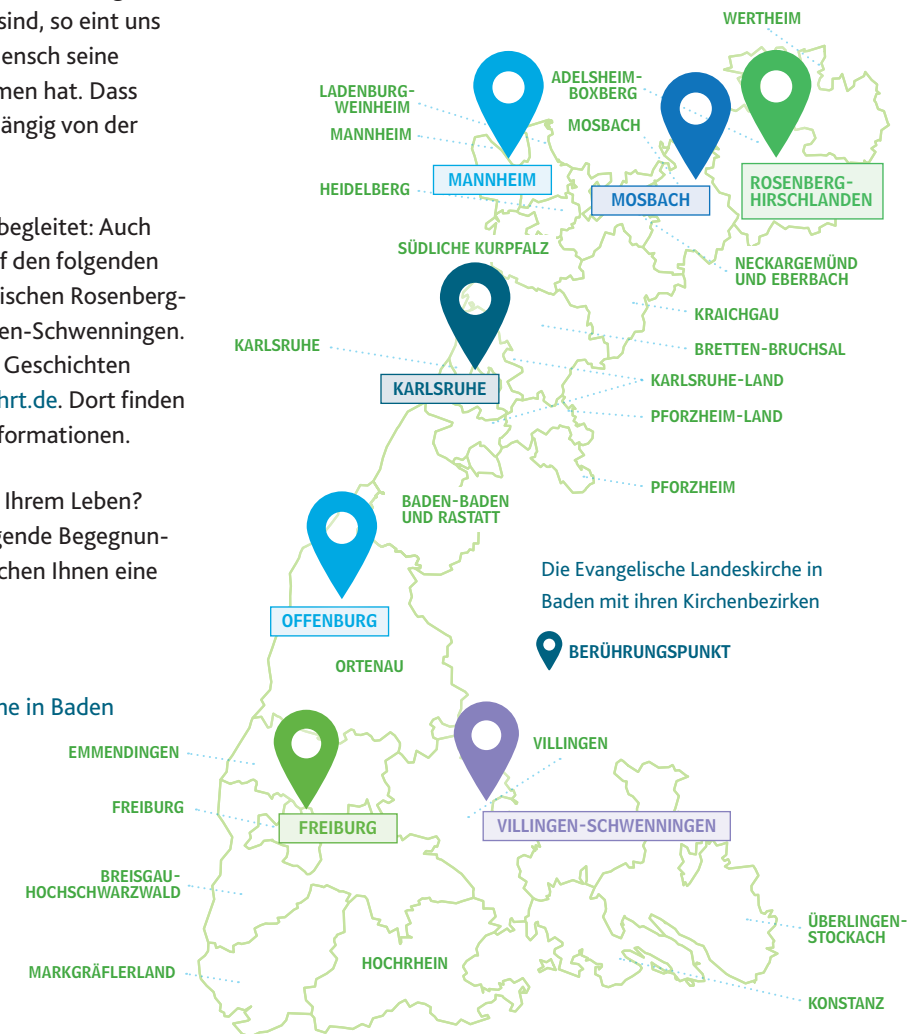 sind, so eint uns
ensch seine
men hat. Dass
ängig von der
begleitet: Auch
f den folgenden
ischen Rosenberg-
en-Schwenningen.
Geschichten
hrt.de. Dort finden
formationen.
Ihrem Leben?
gende Begegnun-
chen Ihnen eine
ne in Baden
WERTHEIM
ADELSHEIM-
BOXBERG
LADENBURG-
WEINHEIM
MOSBACH
MANNHEIM
MANNHEIM
HEIDELBERG
MOSBACH
ROSENBERG-
HIRSCHLANDEN
SÜDLICHE KURPFALZ
NECKARGEMÜND
UND EBERBACH
KRAICHGAU
KARLSRUHE
BRETTEN-BRUCHSAL
KARLSRUHE-LAND
KARLSRUHE
PFORZHEIM-LAND
PFORZHEIM
BADEN-BADEN
UND RASTATT
Die Evangelische Landeskirche in
Baden mit ihren Kirchenbezirken
BERÜHRUNGSPUNKT
OFFENBURG
ORTENAU
EMMENDINGEN
VILLINGEN
FREIBURG
FREIBURG
VILLINGEN-SCHWENNINGEN
BREISGAU-
HOCHSCHWARZWALD
ÜBERLINGEN-
STOCKACH
MARKGRÄFLERLAND
HOCHRHEIN
KONSTANZ